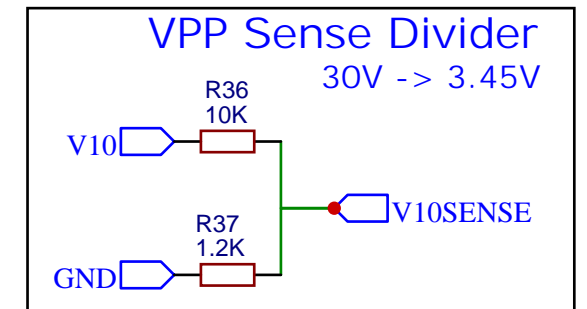 VPP Sense Divider
30V -> 3.45V
R36
10K
V10
V10SENSE
R37
1.2K
GND